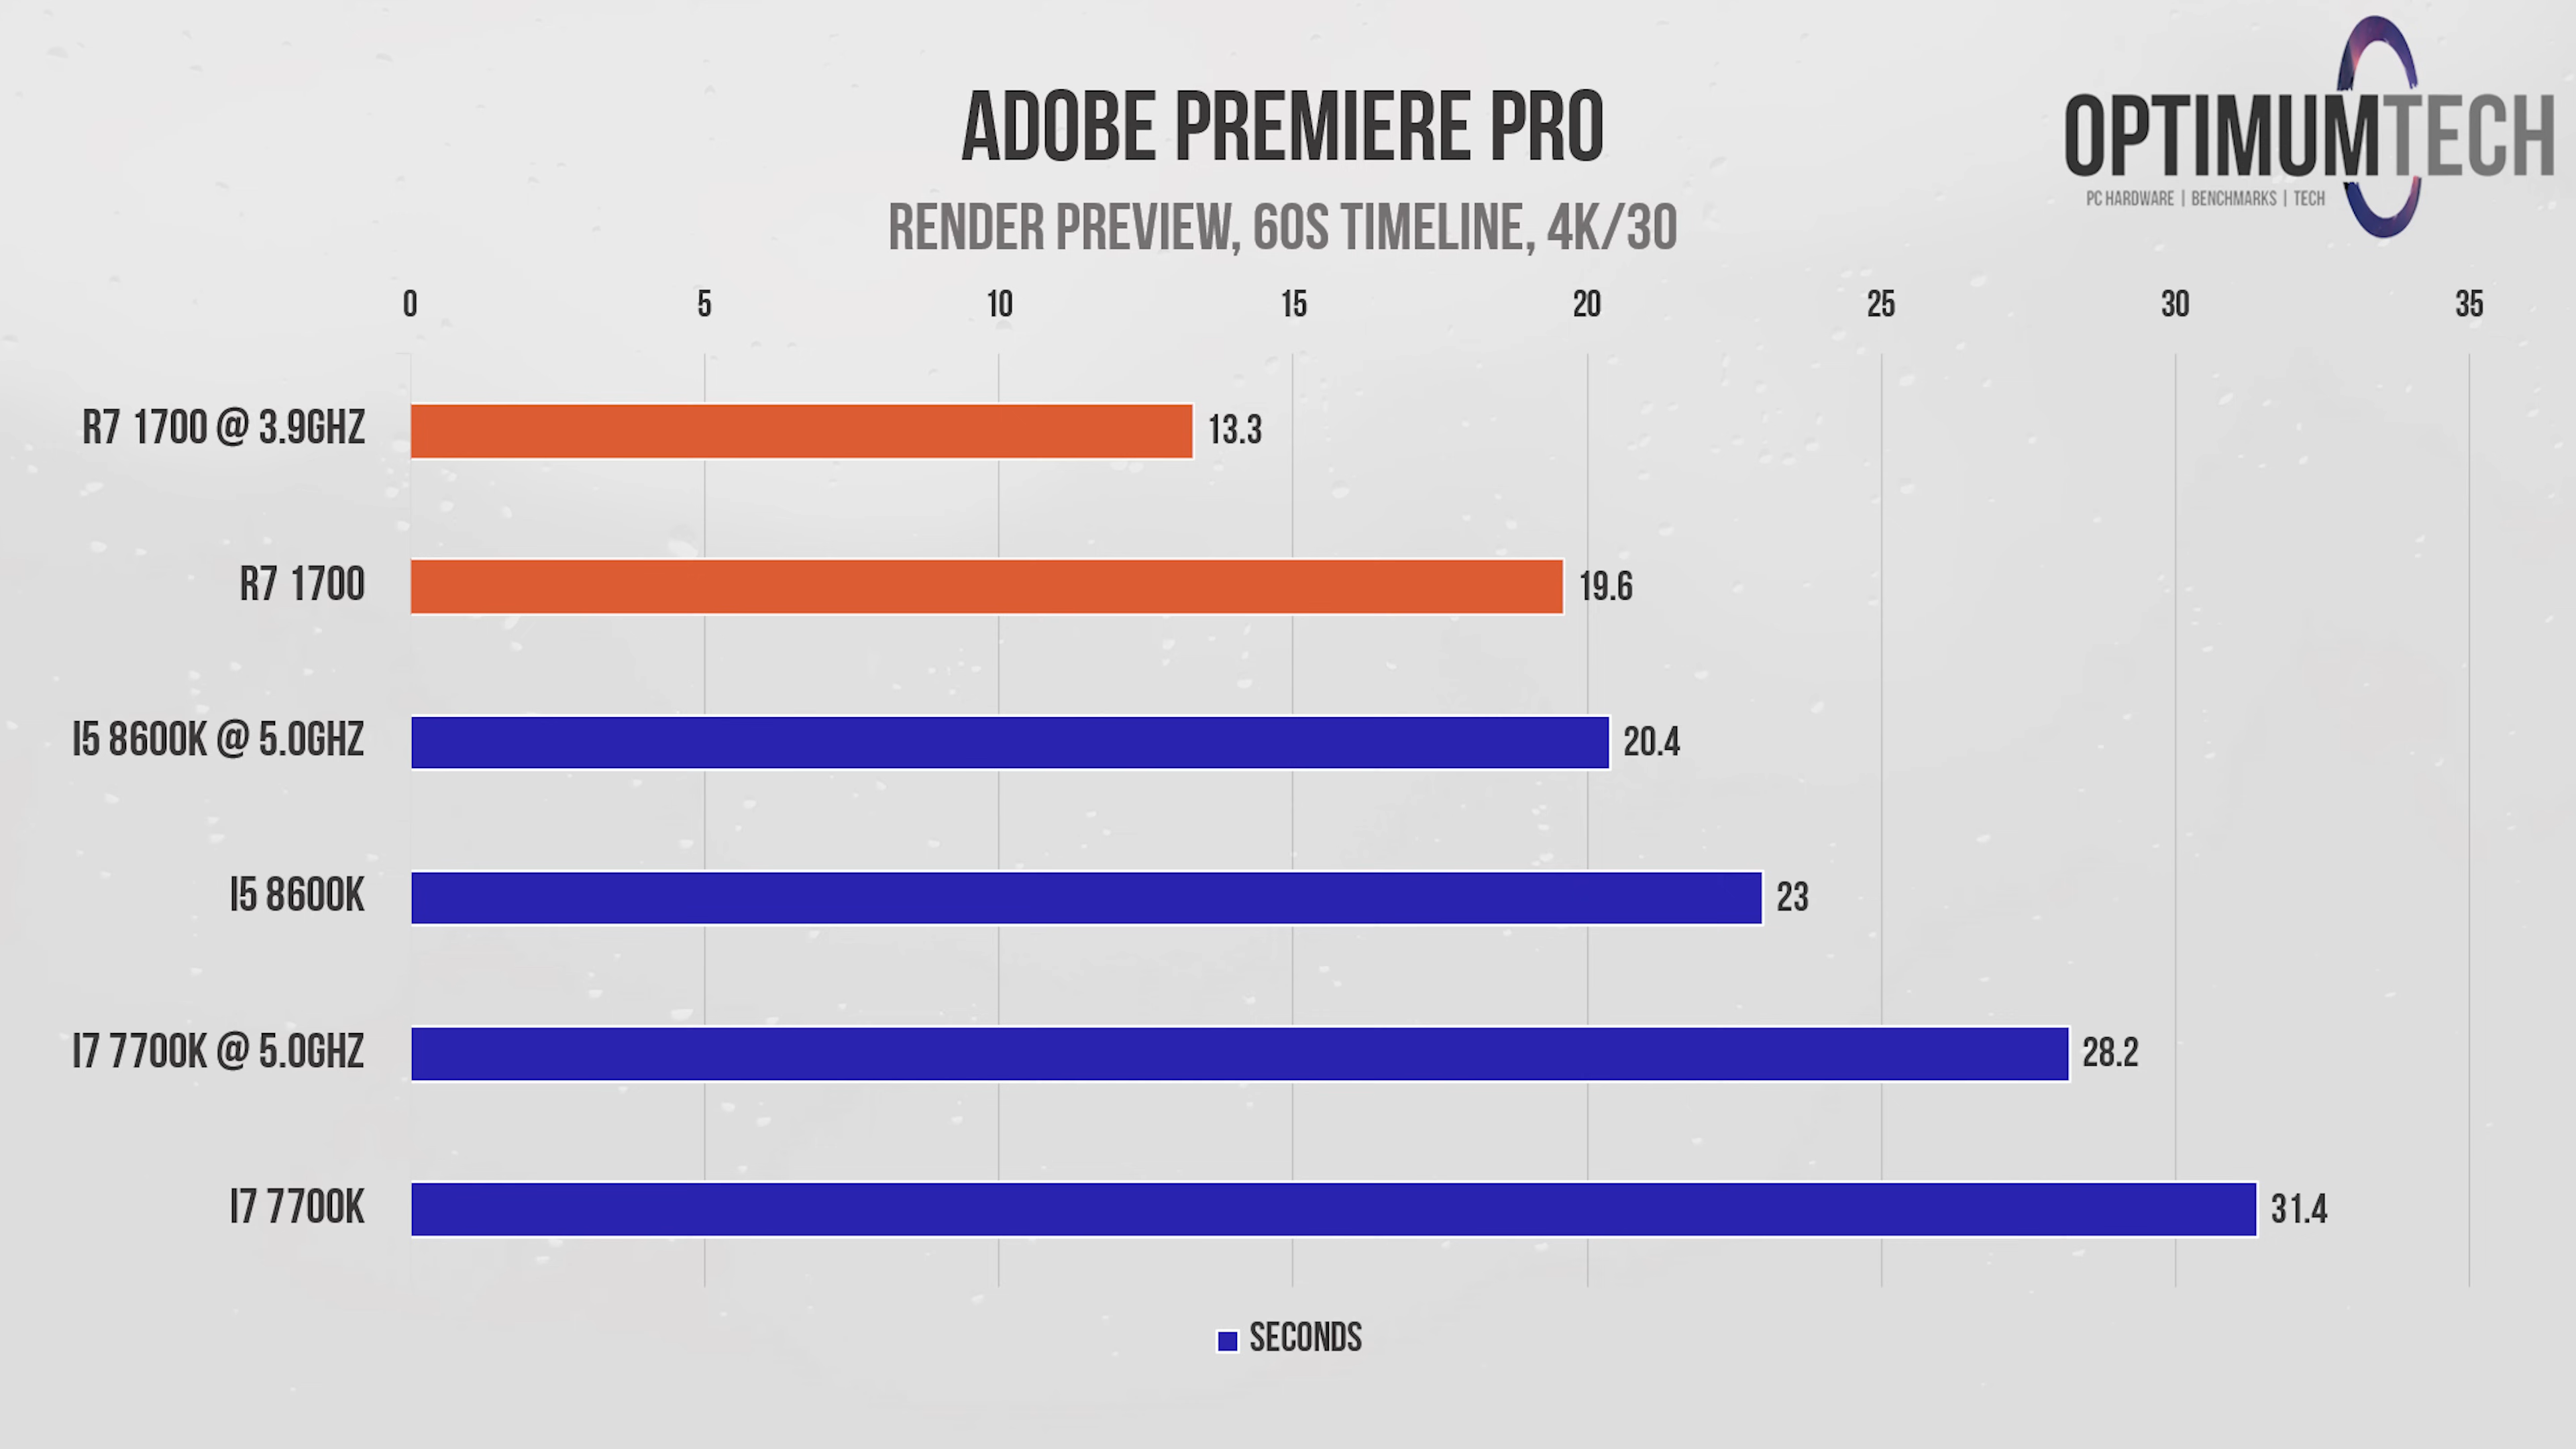 ADOBE PREMIERE PRO
OPTIMUMTECH
PC HARDWARE | BENCHMARKS | TECH
RENDER PREVIEW, 60S TIMELINE, 4K/30
0 5 10 15 20 25 30 35
R7 1700 @ 3.9GHZ 13.3
R7 1700 19.6
I5 8600K @ 5.0GHZ 20.4
I5 8600K 23
I7 7700K @ 5.0GHZ 28.2
I7 7700K 31.4
SECONDS